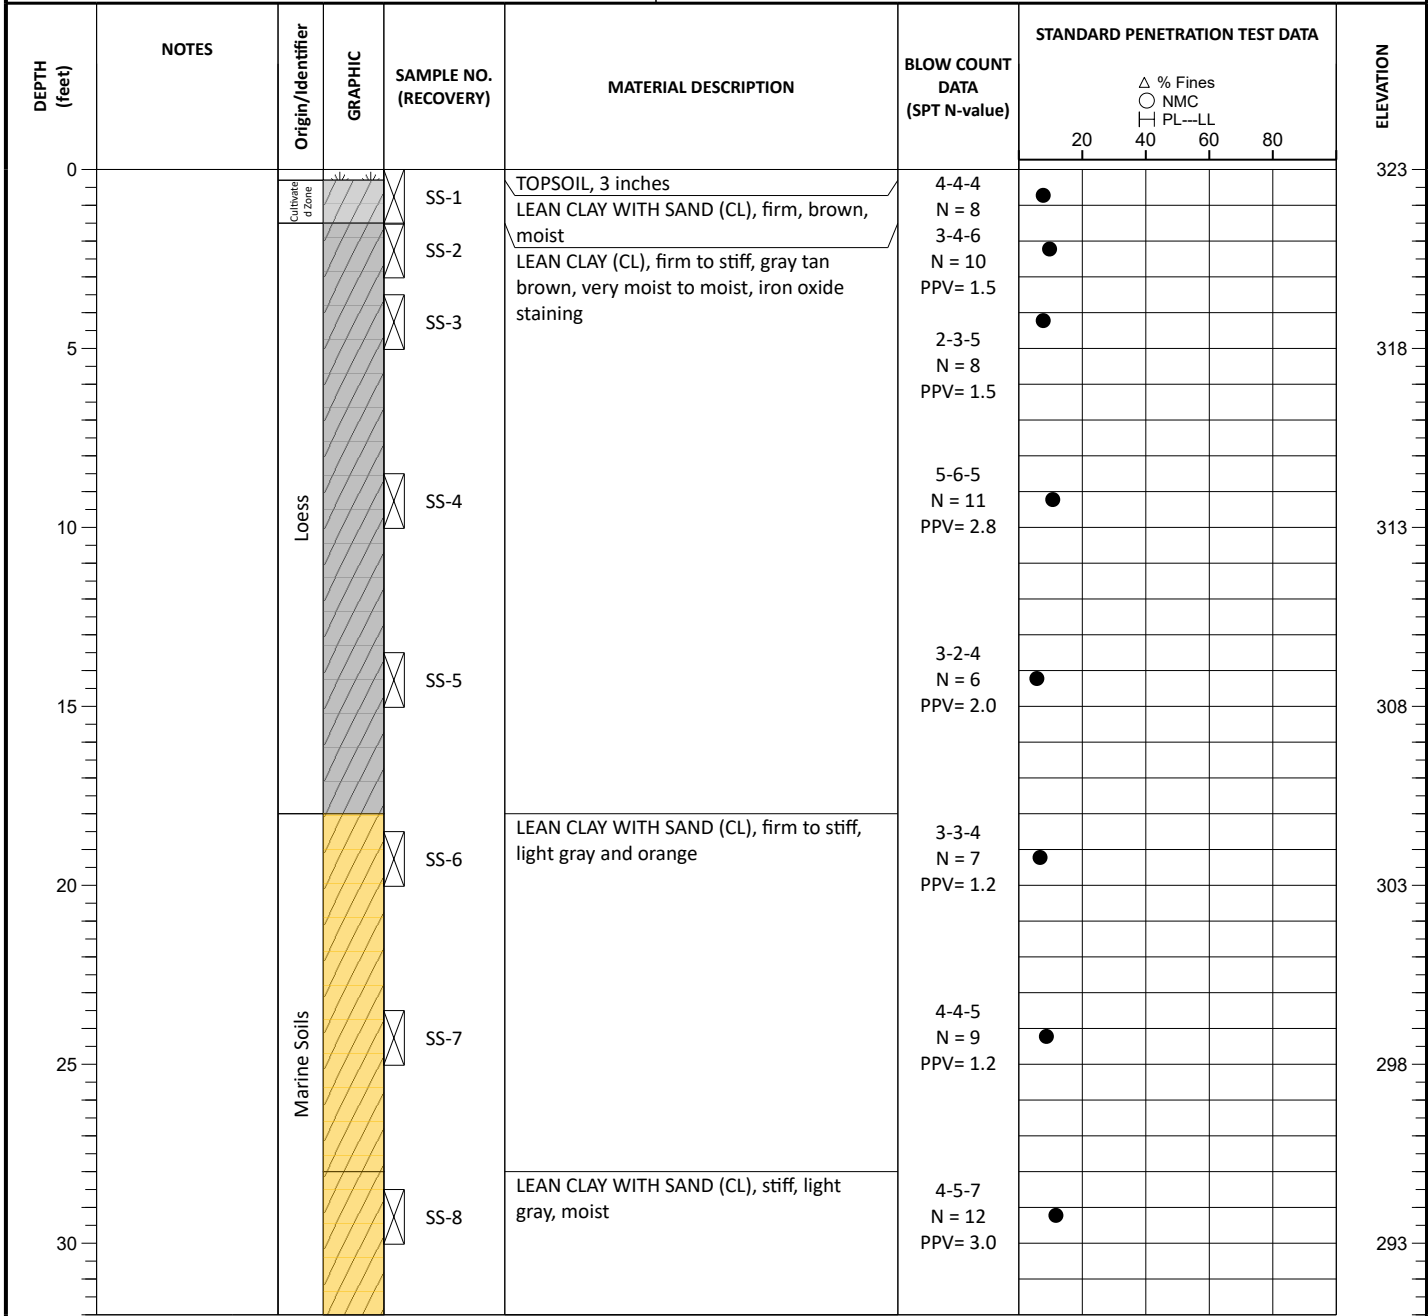 DEPTH
(feet)
NOTES
Origin/Identifier
GRAPHIC
SAMPLE NO.
(RECOVERY)
MATERIAL DESCRIPTION
BLOW COUNT
DATA
(SPT N-value)
STANDARD PENETRATION TEST DATA
△ % Fines
○ NMC
PL---LL
20 40 60 80
ELEVATION
0
323
Cultivate
d Zone
SS-1
TOPSOIL, 3 inches
LEAN CLAY WITH SAND (CL), firm, brown,
moist
4-4-4
N = 8
SS-2
LEAN CLAY (CL), firm to stiff, gray tan
brown, very moist to moist, iron oxide
staining
3-4-6
N = 10
PPV= 1.5
SS-3
2-3-5
N = 8
PPV= 1.5
5
318
Loess
SS-4
5-6-5
N = 11
PPV= 2.8
10
313
SS-5
3-2-4
N = 6
PPV= 2.0
15
308
Marine Soils
LEAN CLAY WITH SAND (CL), firm to stiff,
light gray and orange
SS-6
3-3-4
N = 7
PPV= 1.2
20
303
SS-7
4-4-5
N = 9
PPV= 1.2
25
298
LEAN CLAY WITH SAND (CL), stiff, light
gray, moist
SS-8
4-5-7
N = 12
PPV= 3.0
30
293